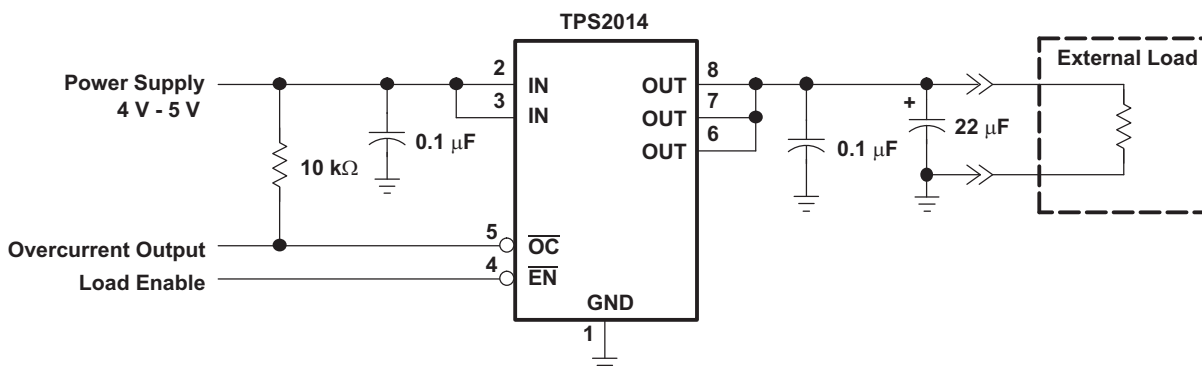 TPS2014
Power Supply
4 V - 5 V
2
IN
3
IN
0.1 μF
10 kΩ
8
OUT
7
OUT
6
OUT
0.1 μF
+
22 μF
External Load
Overcurrent Output
5
OC
Load Enable
4
EN
GND
1